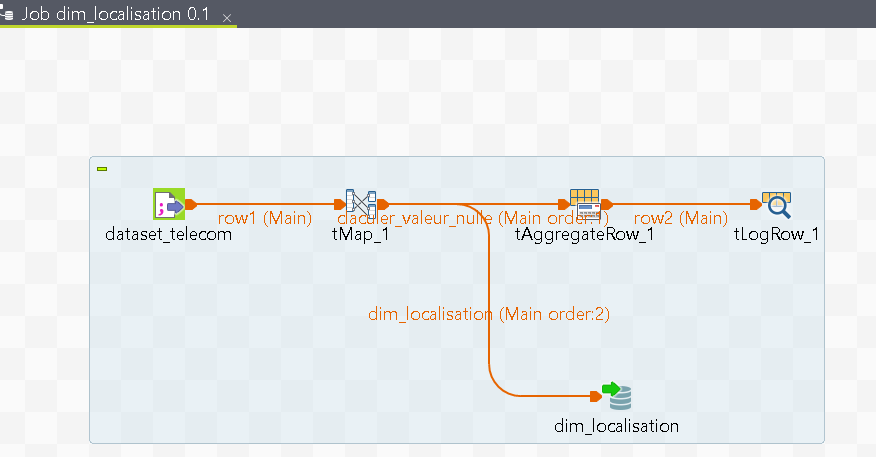 Job dim_localisation 0.1
row1 (Main)
claculer_valeur_nulle (Main order:1)
row2 (Main)
dataset_telecom
tMap_1
tAggregateRow_1
tLogRow_1
dim_localisation (Main order:2)
dim_localisation